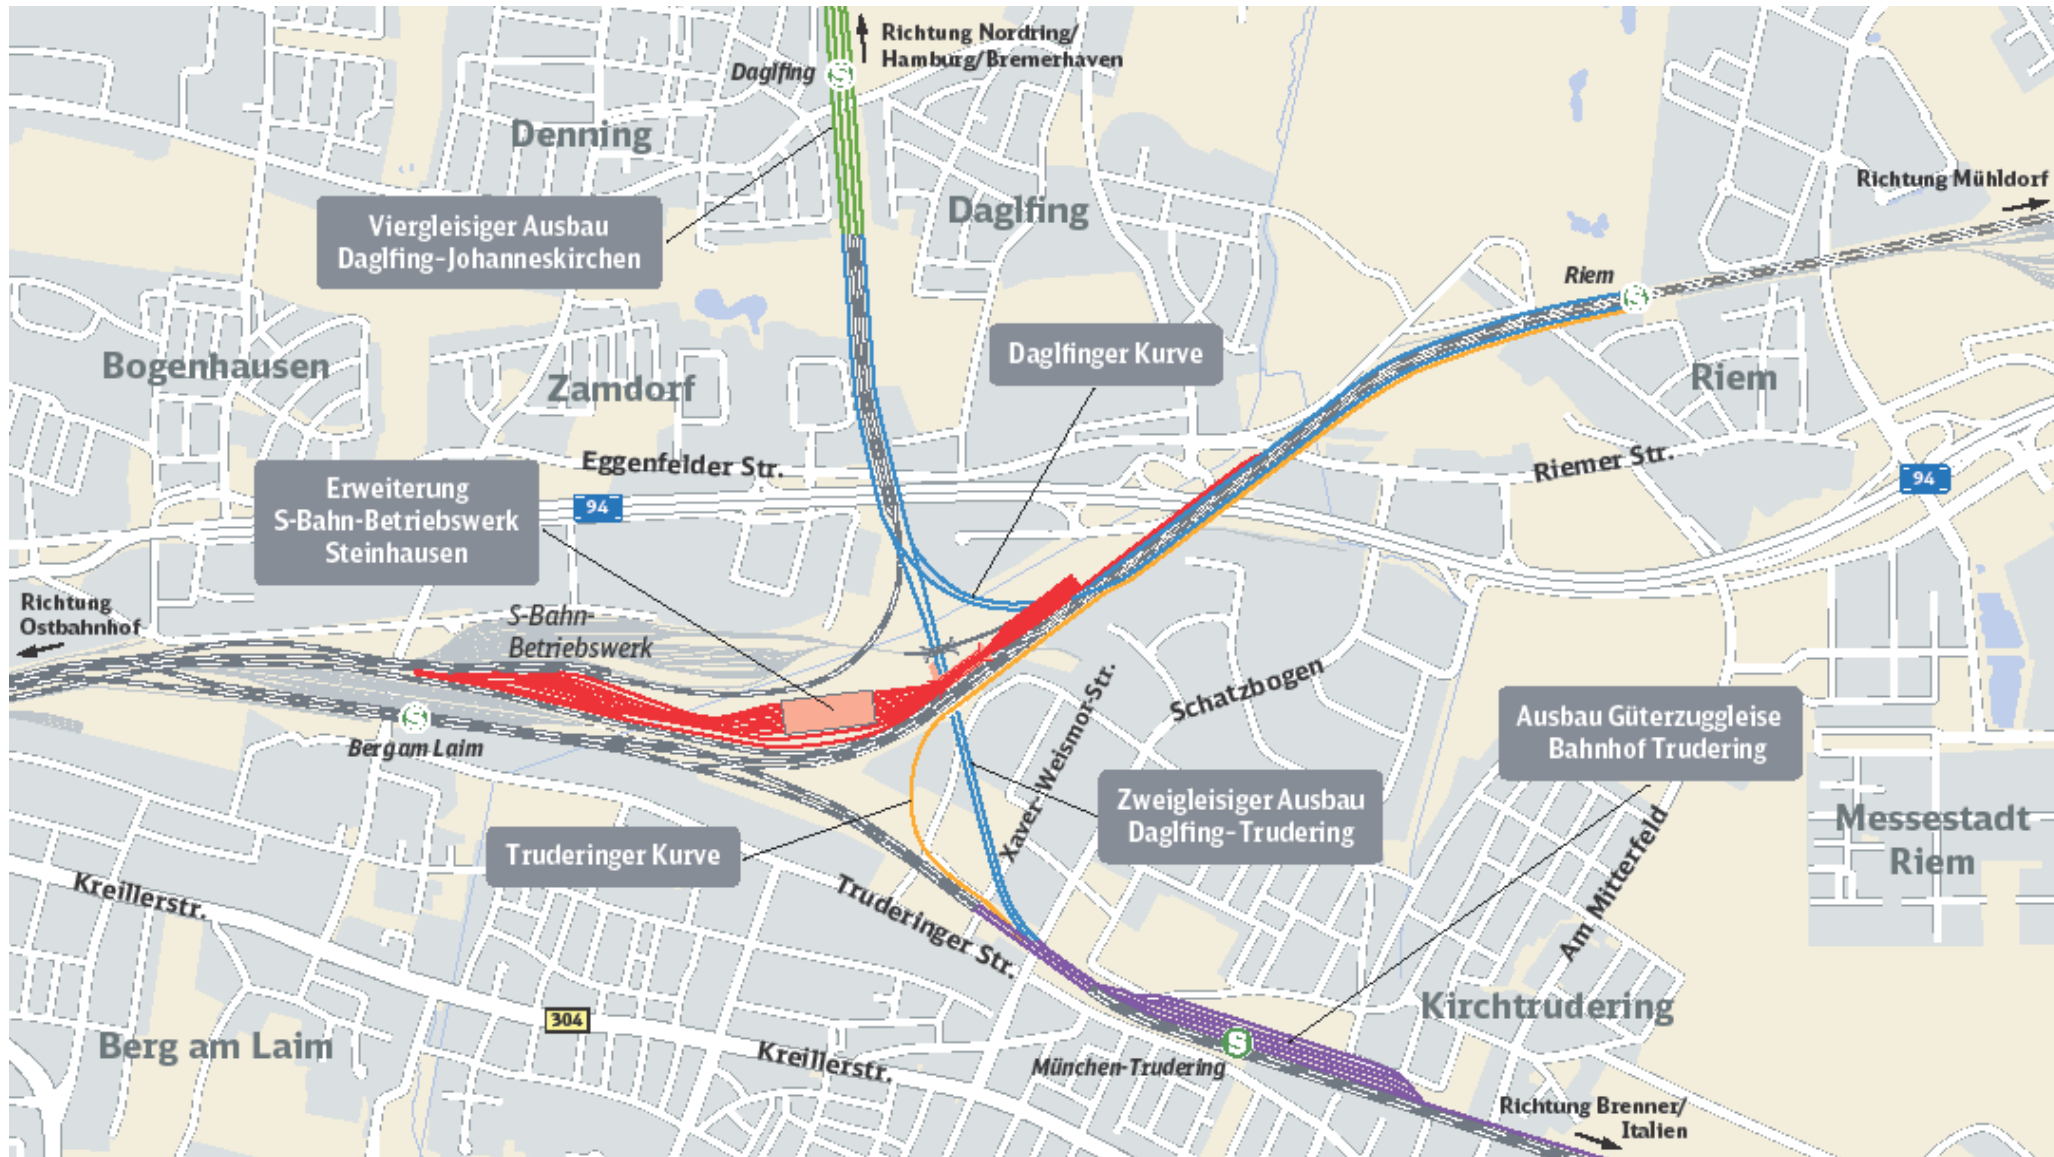 Richtung Nordring/
Hamburg/Bremerhaven
Daglfing
S
Denning
Richtung Mühldorf
Viergleisiger Ausbau
Daglfing-Johanneskirchen
Daglfing
Riem
S
Daglfinger Kurve
Bogenhausen
Zamdorf
Riem
Eggenfelder Str.
Riemer Str.
94
94
Erweiterung
S-Bahn-Betriebswerk
Steinhausen
Richtung
Ostbahnhof
S-Bahn-
Betriebswerk
Schatzbogen
Xaver-Weismor-Str.
S
Berg am Laim
Ausbau Güterzuggleise
Bahnhof Trudering
Zweigleisiger Ausbau
Daglfing-Trudering
Messestadt
Riem
Truderinger Kurve
Am Mitterfeld
Kreillerstr.
Truderinger Str.
Kirchtrudering
304
Berg am Laim
S
Kreillerstr.
München-Trudering
Richtung Brenner/
Italien